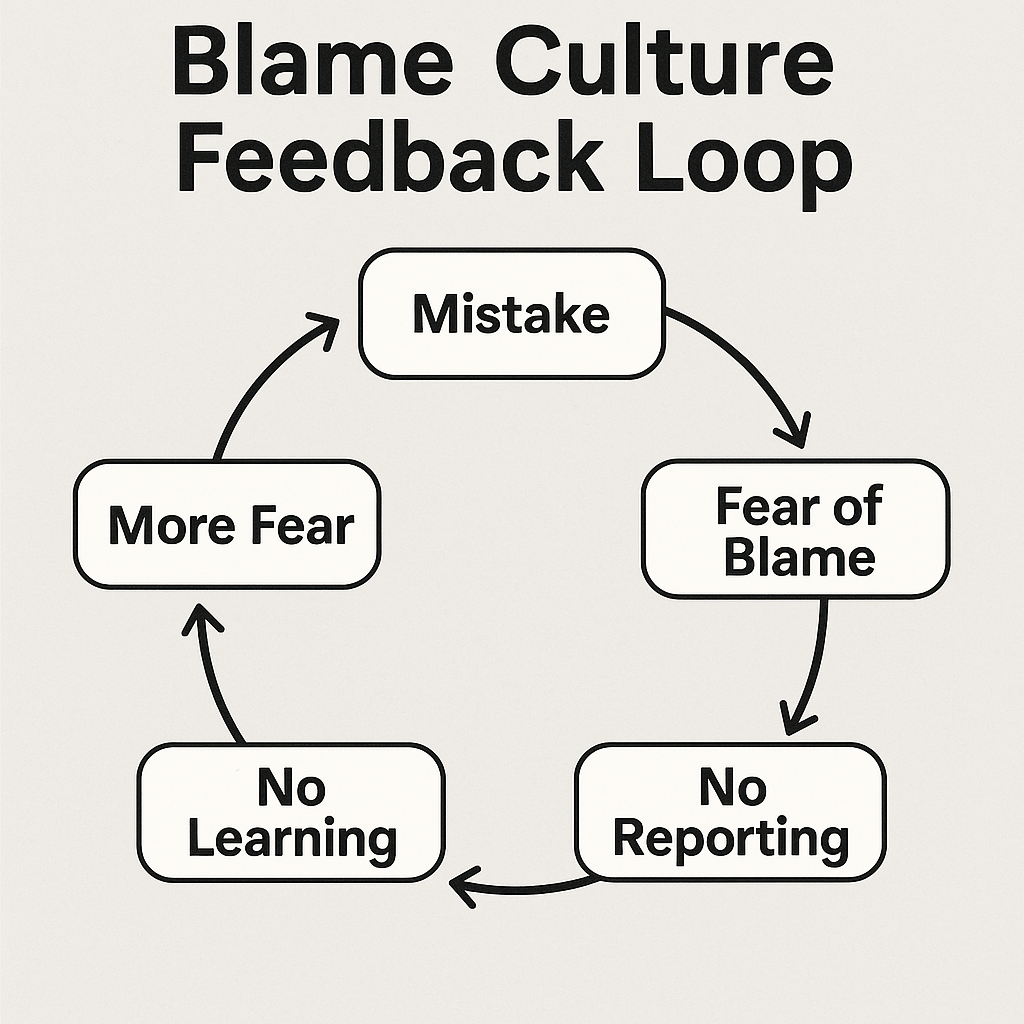 Blame Culture
Feedback Loop
Mistake
Fear of
Blame
No
Reporting
No
Learning
More Fear